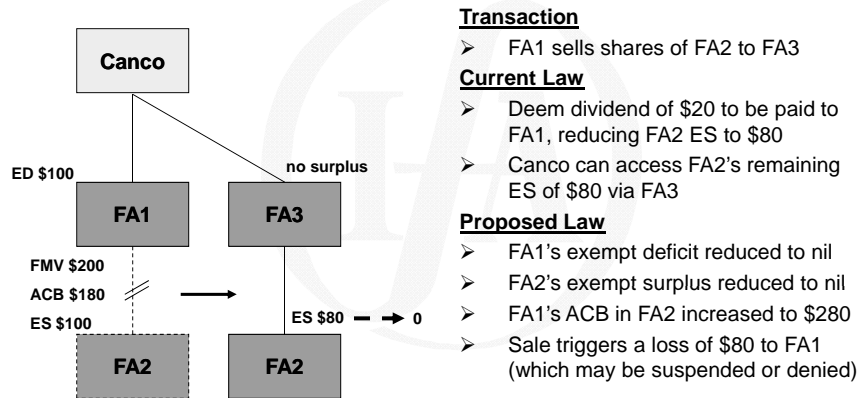 Canco
ED $100
no surplus
FA1
FA3
FMV $200
ACB $180
ES $100
ES $80
0
FA2
FA2
Transaction
➢ FA1 sells shares of FA2 to FA3
Current Law
➢ Deem dividend of $20 to be paid to
FA1, reducing FA2 ES to $80
➢ Canco can access FA2's remaining
ES of $80 via FA3
Proposed Law
➢ FA1's exempt deficit reduced to nil
➢ FA2's exempt surplus reduced to nil
➢ FA1's ACB in FA2 increased to $280
➢ Sale triggers a loss of $80 to FA1
(which may be suspended or denied)